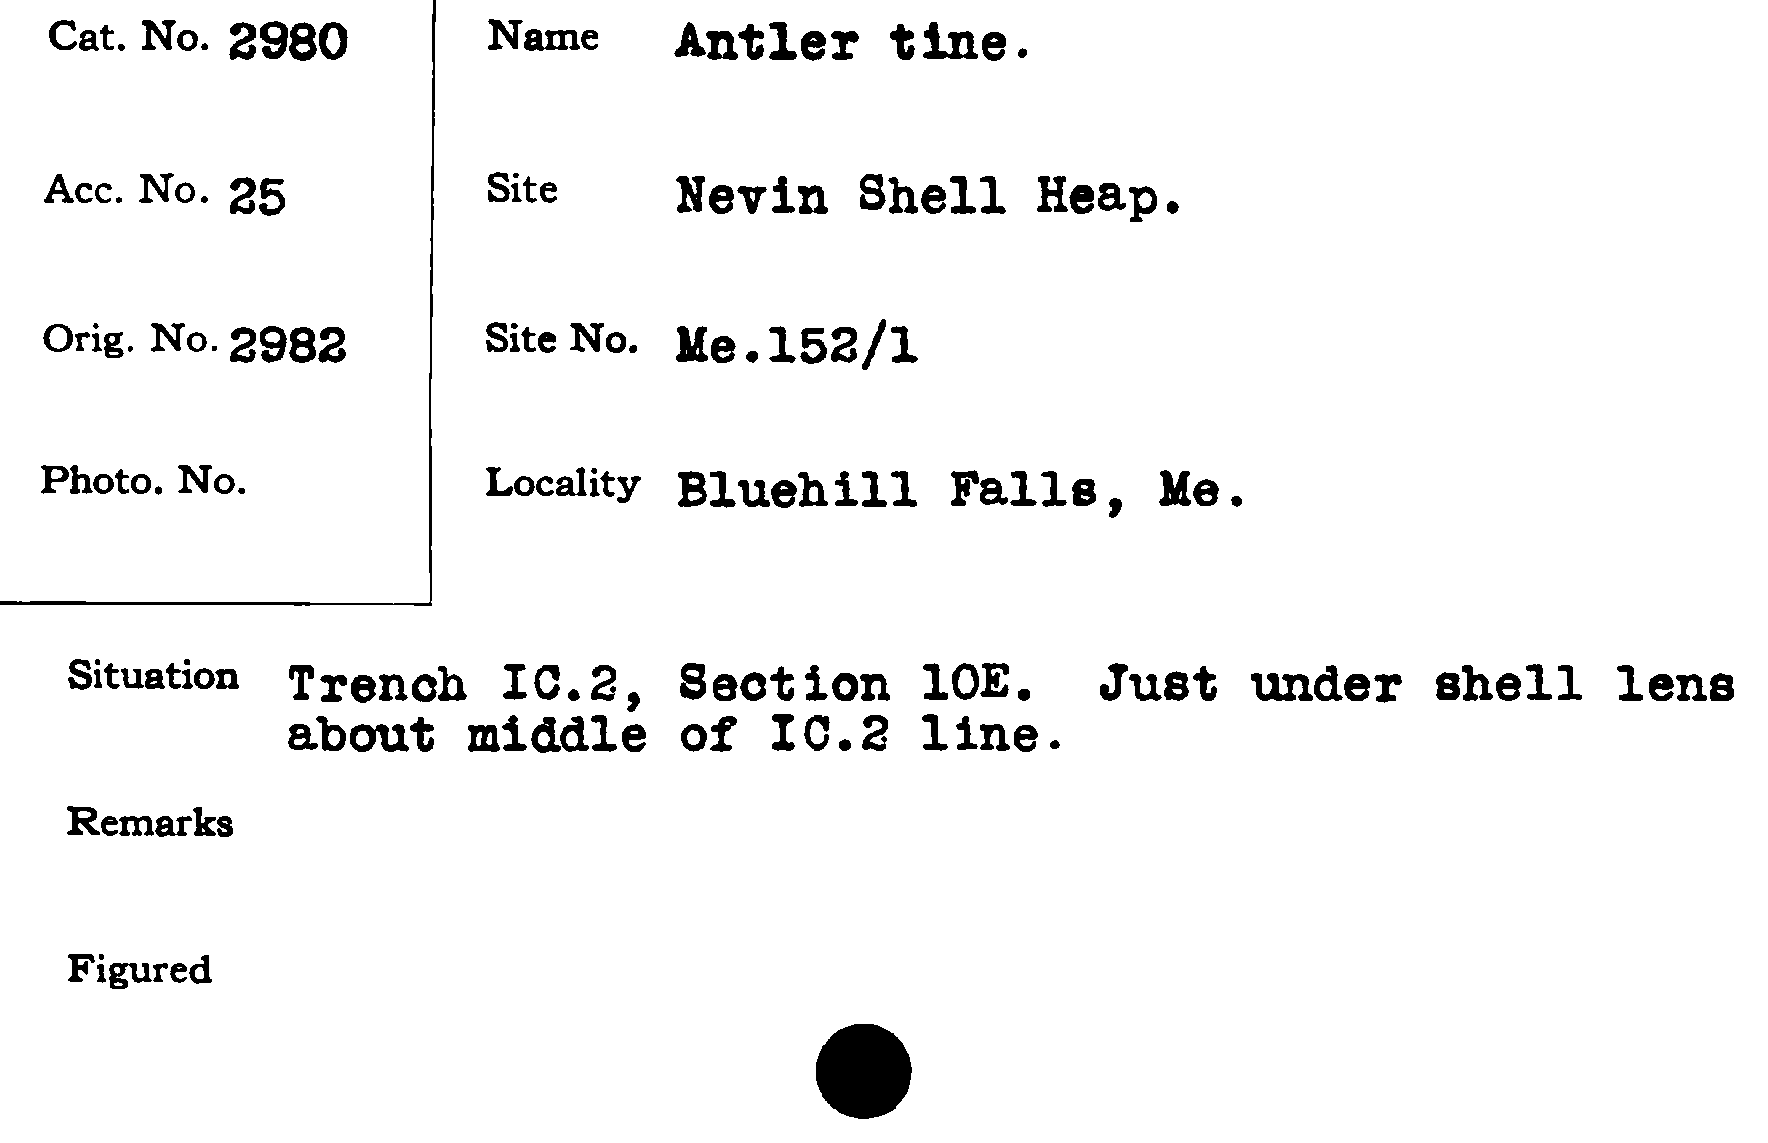 Cat. No. 2980
Name Antler tine.
Acc. No. 25
Site Nevin Shell Heap.
Orig. No. 2982
Site No. Me.152/1
Photo. No.
Locality Bluehill Falls, Me.
Situation Trench IC.2, Section 10E. Just under shell lens
about middle of IC.2 line.
Remarks
Figured